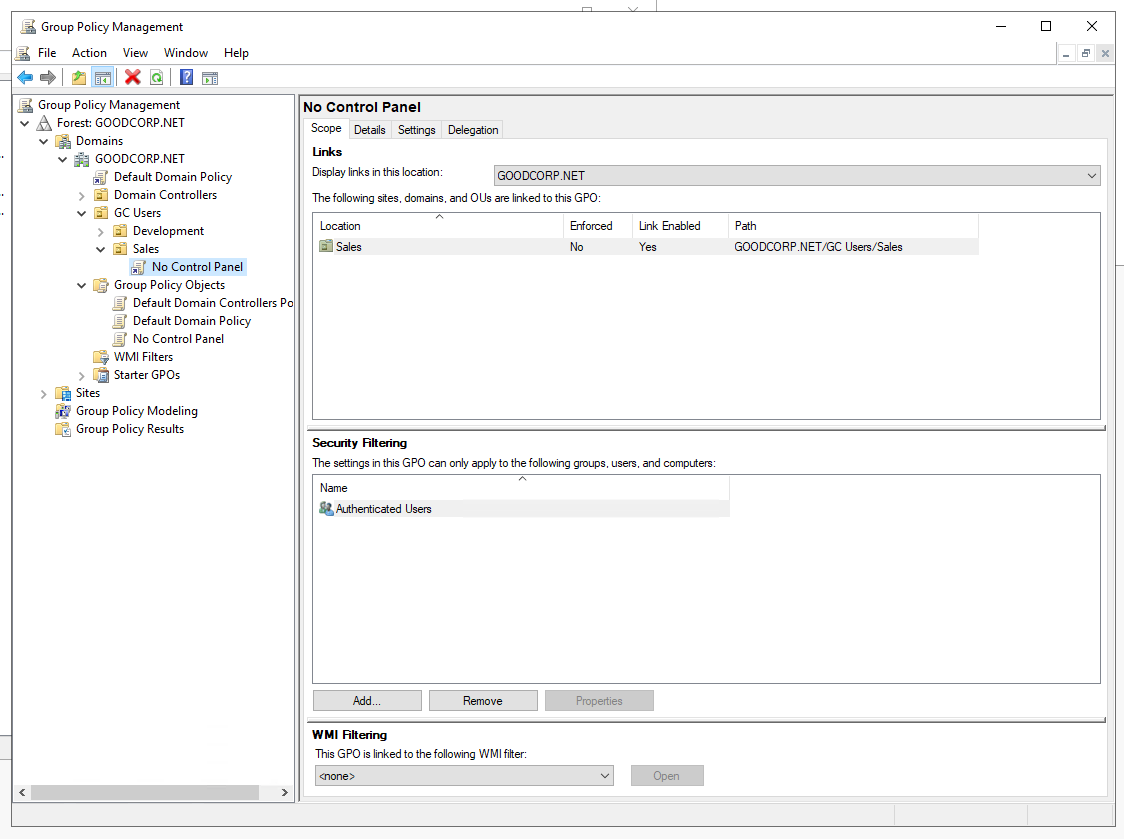 Group Policy Management
File Action View Window Help
Group Policy Management
Forest: GOODCORP.NET
Domains
GOODCORP.NET
Default Domain Policy
Domain Controllers
GC Users
Development
Sales
No Control Panel
Group Policy Objects
Default Domain Controllers Po
Default Domain Policy
No Control Panel
WMI Filters
Starter GPOs
Sites
Group Policy Modeling
Group Policy Results
No Control Panel
Scope Details Settings Delegation
Links
Display links in this location: GOODCORP.NET
The following sites, domains, and OUs are linked to this GPO:
Location Enforced Link Enabled Path
Sales No Yes GOODCORP.NET/GC Users/Sales
Security Filtering
The settings in this GPO can only apply to the following groups, users, and computers:
Name
Authenticated Users
Add... Remove Properties
WMI Filtering
This GPO is linked to the following WMI filter:
<none> Open